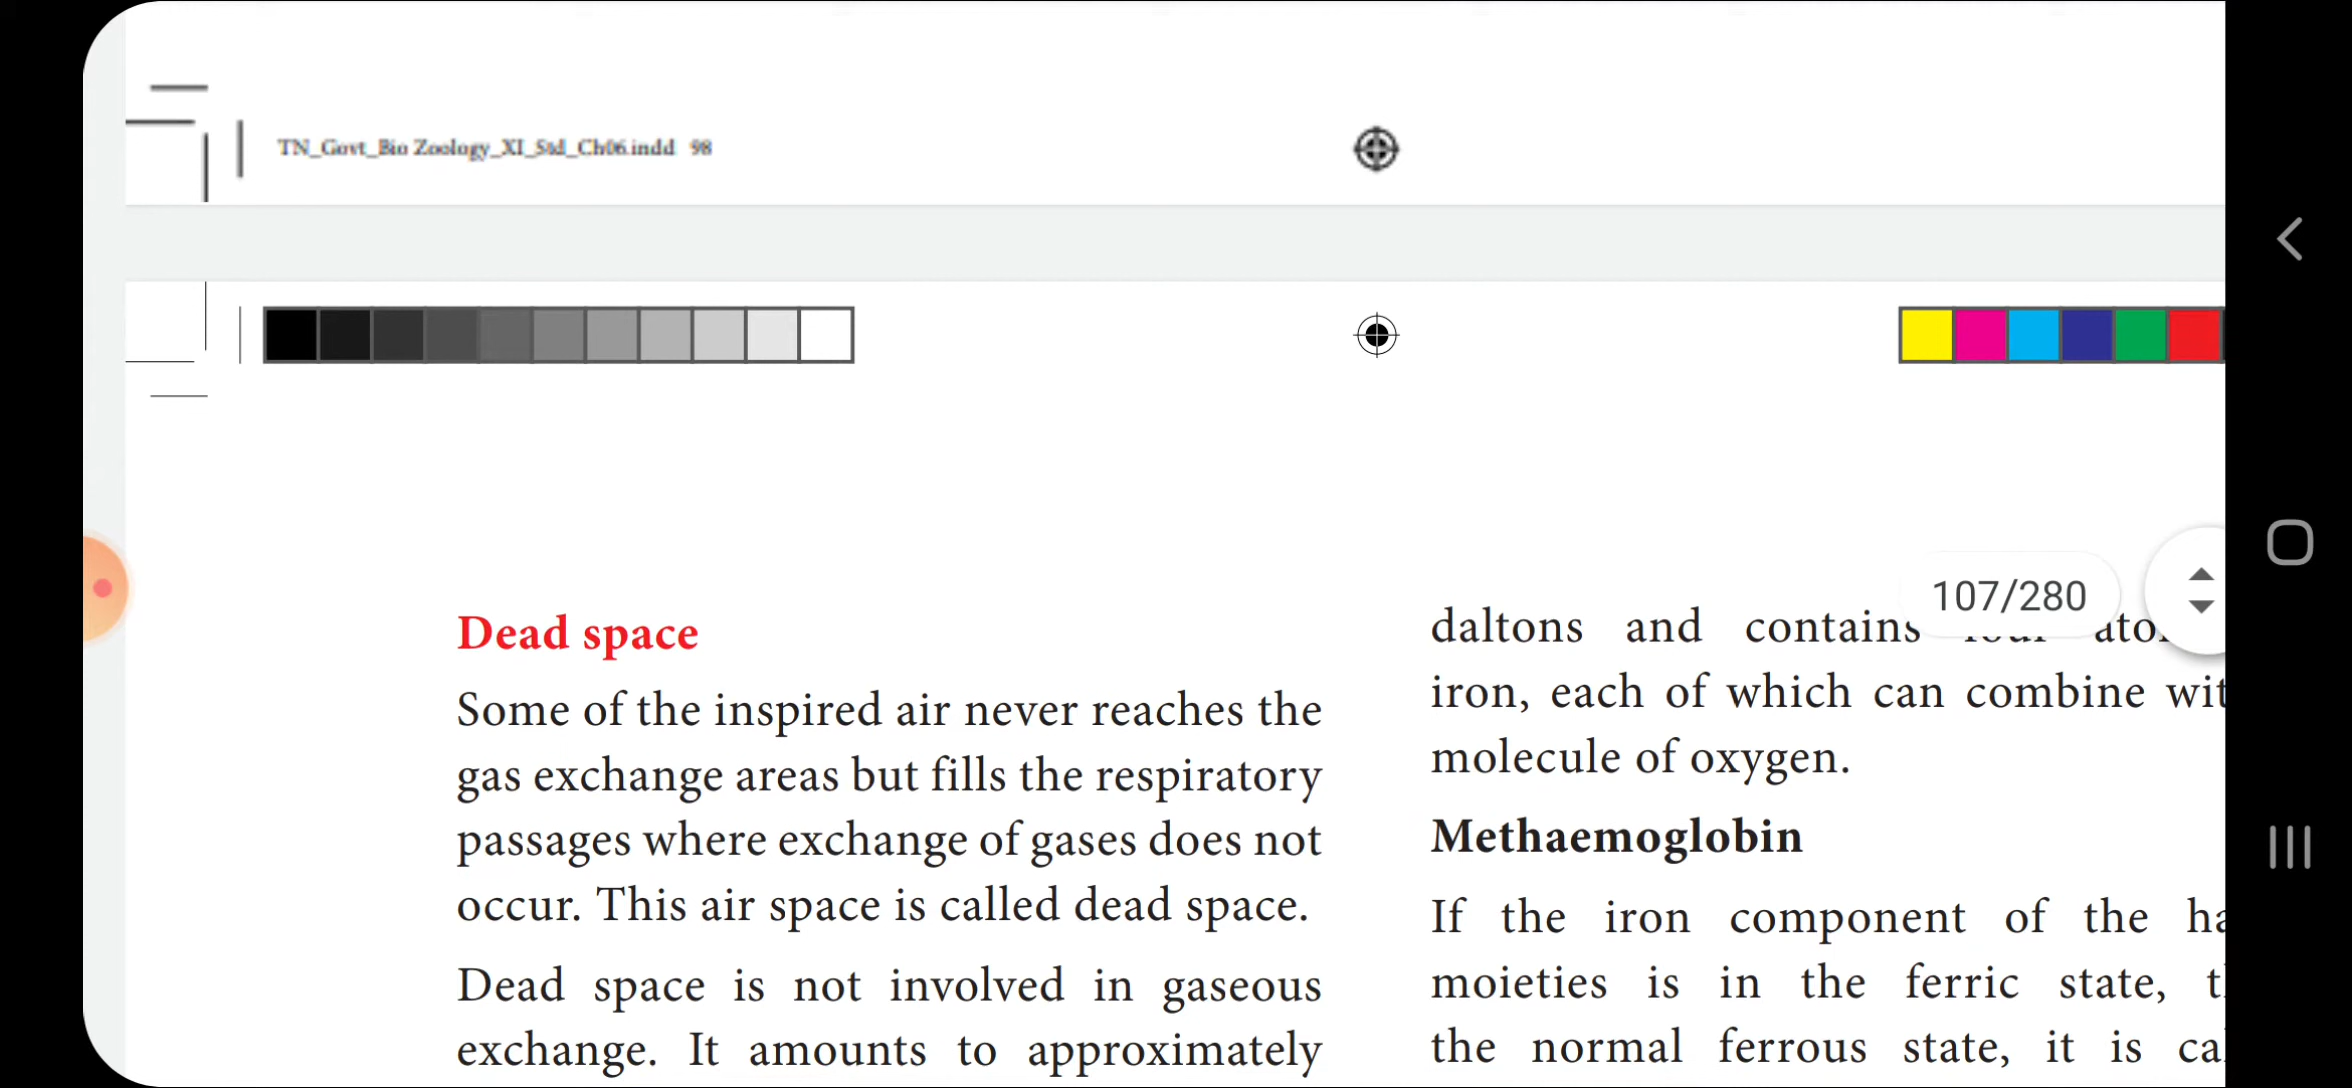 TN_Govt_Bio Zoology_XI_Std_Ch06.indd 98
Dead space
Some of the inspired air never reaches the
gas exchange areas but fills the respiratory
passages where exchange of gases does not
occur. This air space is called dead space.
Dead space is not involved in gaseous
exchange. It amounts to approximately
107/280
daltons and contains
iron, each of which can combine
molecule of oxygen.
Methaemoglobin
If the iron component of the
moieties is in the ferric state,
the normal ferrous state, it is